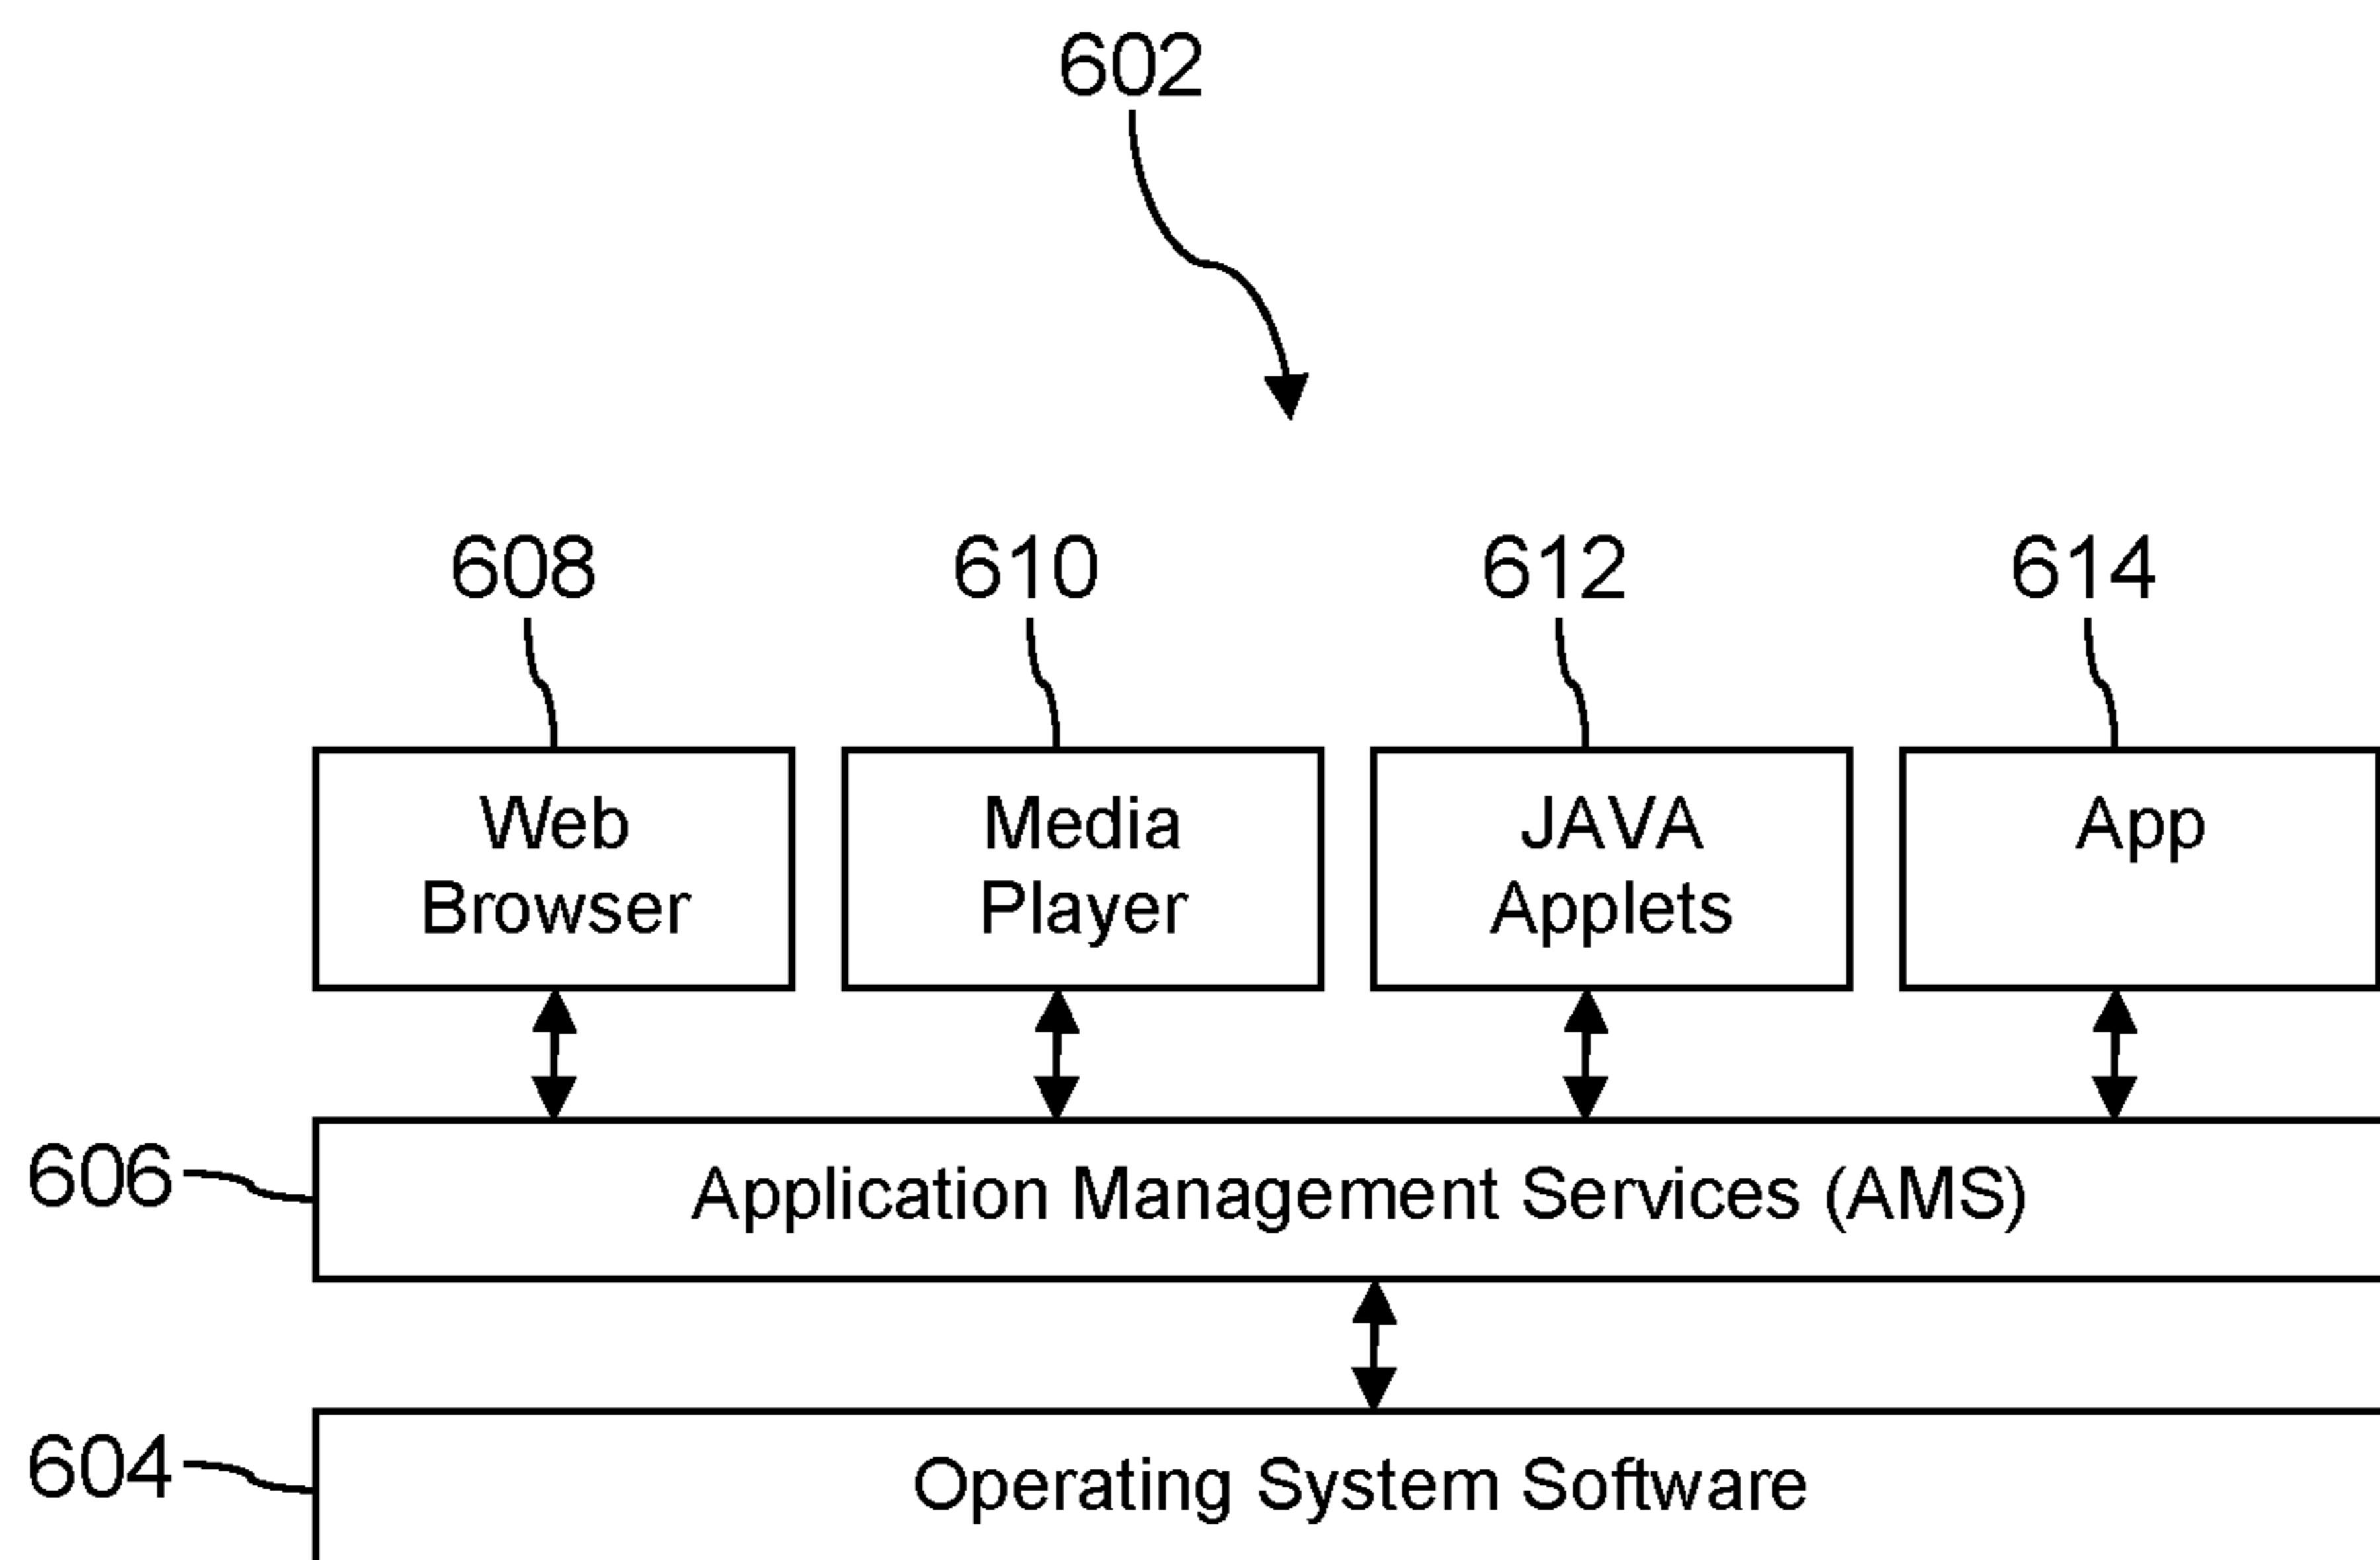 602
608
610
612
614
Web
Browser
Media
Player
JAVA
Applets
App
606
Application Management Services (AMS)
604
Operating System Software